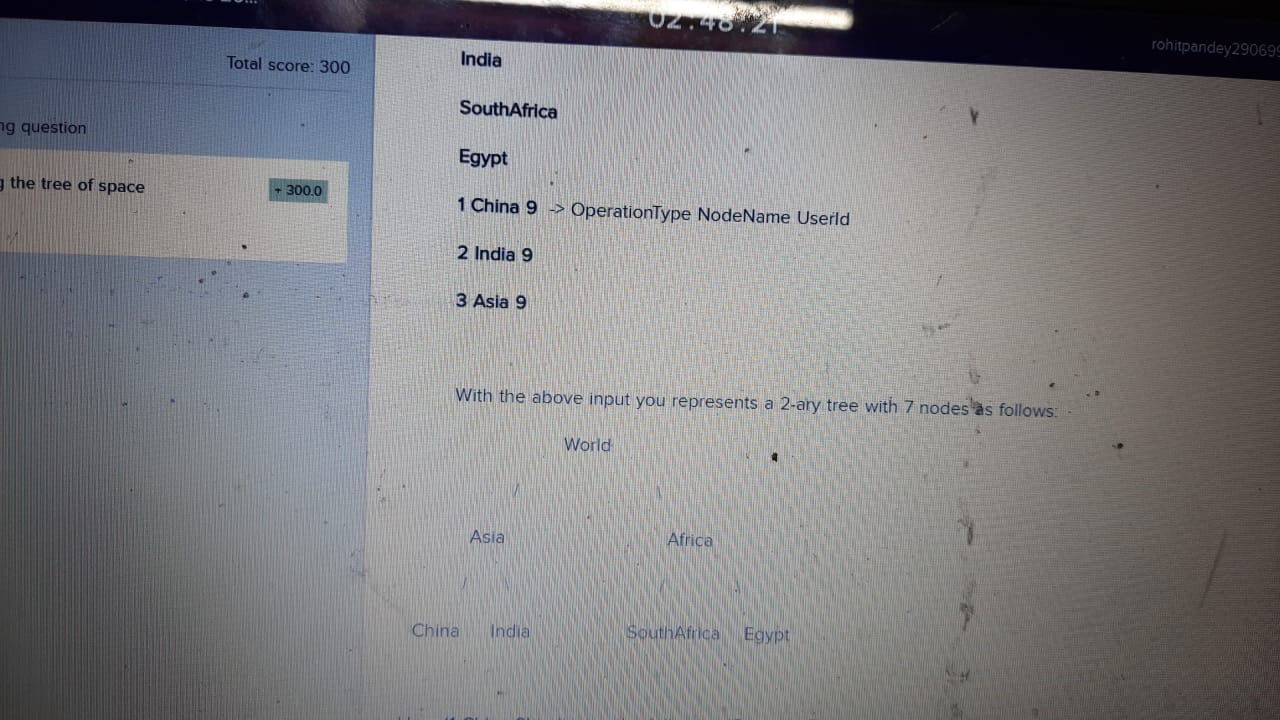 02:48:21
rohitpandey290699
Total score: 300
ng question
g the tree of space
+ 300.0
India
SouthAfrica
Egypt
1 China 9 -> OperationType NodeName UserId
2 India 9
3 Asia 9
With the above input you represents a 2-ary tree with 7 nodes as follows:
World
/ \
Asia Africa
/ \ / \
China India SouthAfrica Egypt